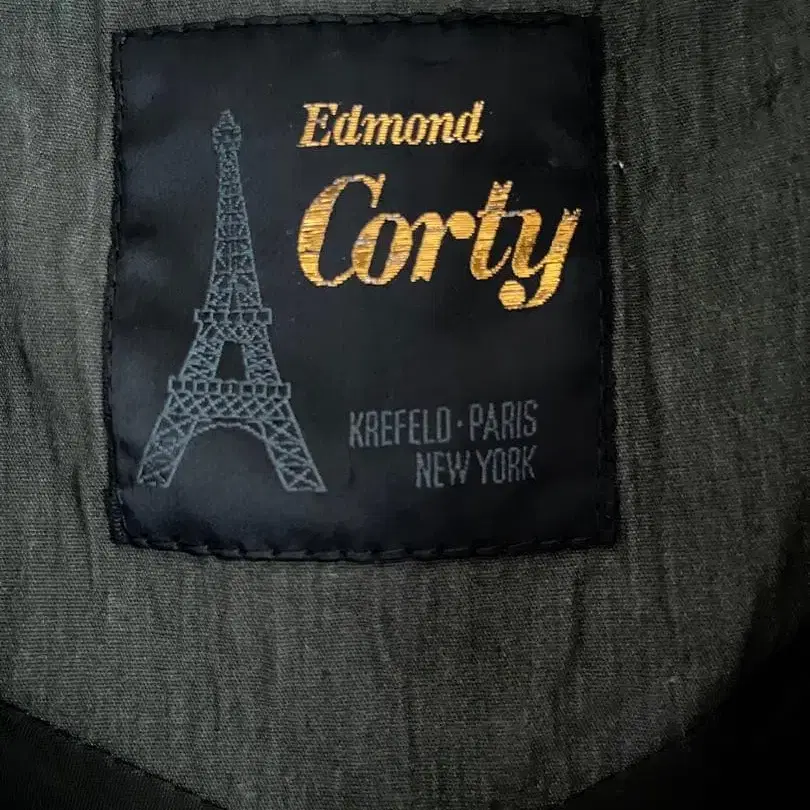 Edmond
Corty
KREFELD·PARIS
NEW YORK